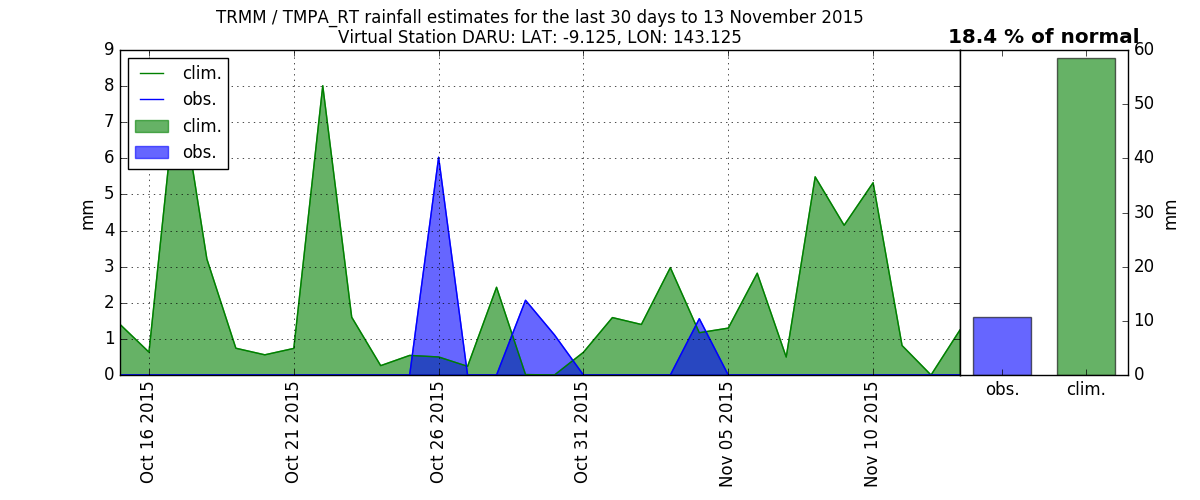 TRMM / TMPA_RT rainfall estimates for the last 30 days to 13 November 2015
Virtual Station DARU: LAT: -9.125, LON: 143.125
18.4 % of normal
9
8
7
6
5
4
3
2
1
0
mm
clim.
obs.
clim.
obs.
Oct 16 2015
Oct 21 2015
Oct 26 2015
Oct 31 2015
Nov 05 2015
Nov 10 2015
60
50
40
30
20
10
0
mm
obs.
clim.